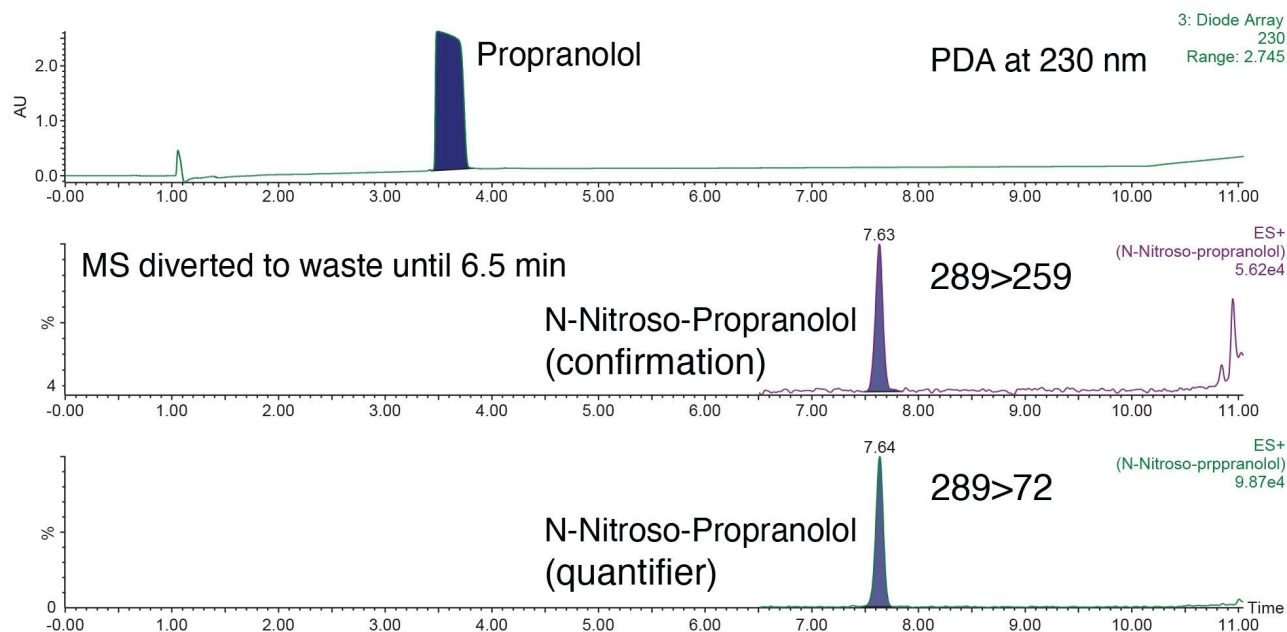 3: Diode Array
230
Range: 2.745
Propranolol
PDA at 230 nm
AU
2.0
1.0
0.0
-0.00 1.00 2.00 3.00 4.00 5.00 6.00 7.00 8.00 9.00 10.00 11.00
7.63
ES+
(N-Nitroso-propranolol)
5.62e4
MS diverted to waste until 6.5 min
289>259
N-Nitroso-Propranolol
(confirmation)
%
4
-0.00 1.00 2.00 3.00 4.00 5.00 6.00 7.00 8.00 9.00 10.00 11.00
7.64
ES+
(N-Nitroso-prppranolol)
9.87e4
289>72
N-Nitroso-Propranolol
(quantifier)
%
0
Time
-0.00 1.00 2.00 3.00 4.00 5.00 6.00 7.00 8.00 9.00 10.00 11.00